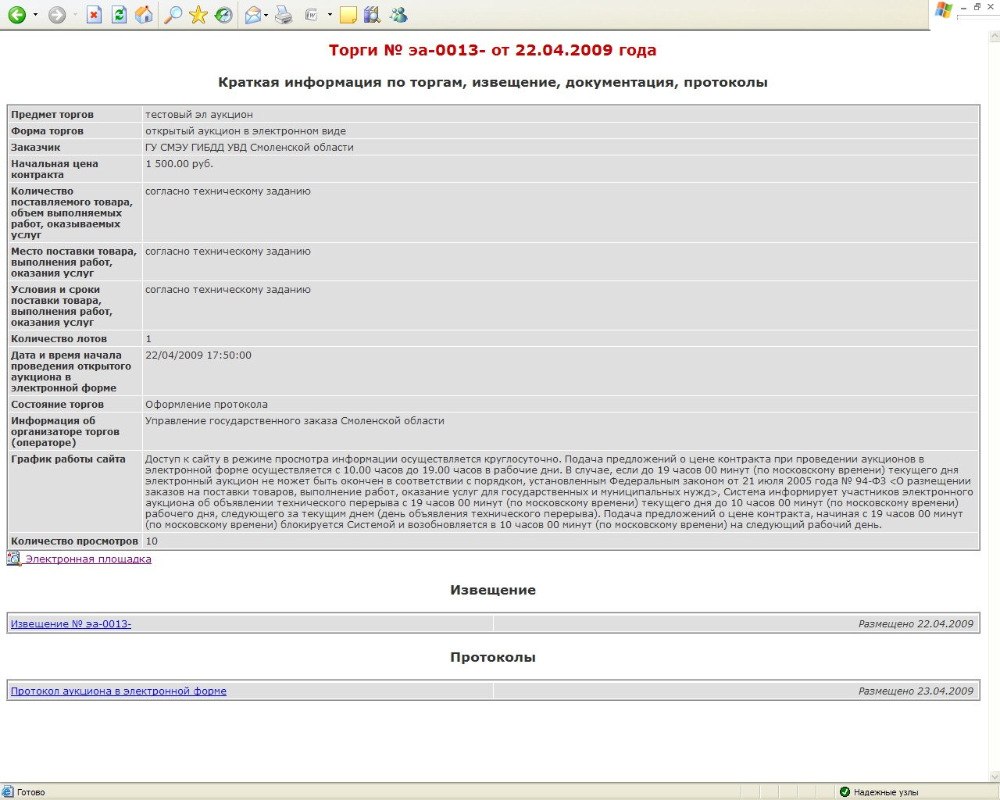 Торги № эа-0013- от 22.04.2009 года
Краткая информация по торгам, извещение, документация, протоколы
Предмет торгов тестовый эл аукцион
Форма торгов открытый аукцион в электронном виде
Заказчик ГУ СМЭУ ГИБДД УВД Смоленской области
Начальная цена 1 500.00 руб.
контракта
Количество согласно техническому заданию
поставляемого товара,
объем выполняемых
работ, оказываемых
услуг
Место поставки товара, согласно техническому заданию
выполнения работ,
оказания услуг
Условия и сроки согласно техническому заданию
поставки товара,
выполнения работ,
оказания услуг
Количество лотов 1
Дата и время начала 22/04/2009 17:50:00
проведения открытого
аукциона в
электронной форме
Состояние торгов Оформление протокола
Информация об Управление государственного заказа Смоленской области
организаторе торгов
(операторе)
График работы сайта Доступ к сайту в режиме просмотра информации осуществляется круглосуточно. Подача предложений о цене контракта при проведении аукционов в
электронной форме осуществляется с 10.00 часов до 19.00 часов в рабочие дни. В случае, если до 19 часов 00 минут (по московскому времени) текущего дня
электронный аукцион не может быть окончен в соответствии с порядком, установленным Федеральным законом от 21 июля 2005 года № 94-ФЗ <О размещении
заказов на поставки товаров, выполнение работ, оказание услуг для государственных и муниципальных нужд>, Система информирует участников электронного
аукциона об объявлении технического перерыва с 19 часов 00 минут (по московскому времени) текущего дня до 10 часов 00 минут (по московскому времени)
рабочего дня, следующего за текущим днем (день объявления технического перерыва). Подача предложений о цене контракта, начиная с 19 часов 00 минут
(по московскому времени) блокируется Системой и возобновляется в 10 часов 00 минут (по московскому времени) на следующий рабочий день.
Количество просмотров 10
Электронная площадка
Извещение
Извещение № эа-0013- Размещено 22.04.2009
Протоколы
Протокол аукциона в электронной форме Размещено 23.04.2009
Готово Надежные узлы